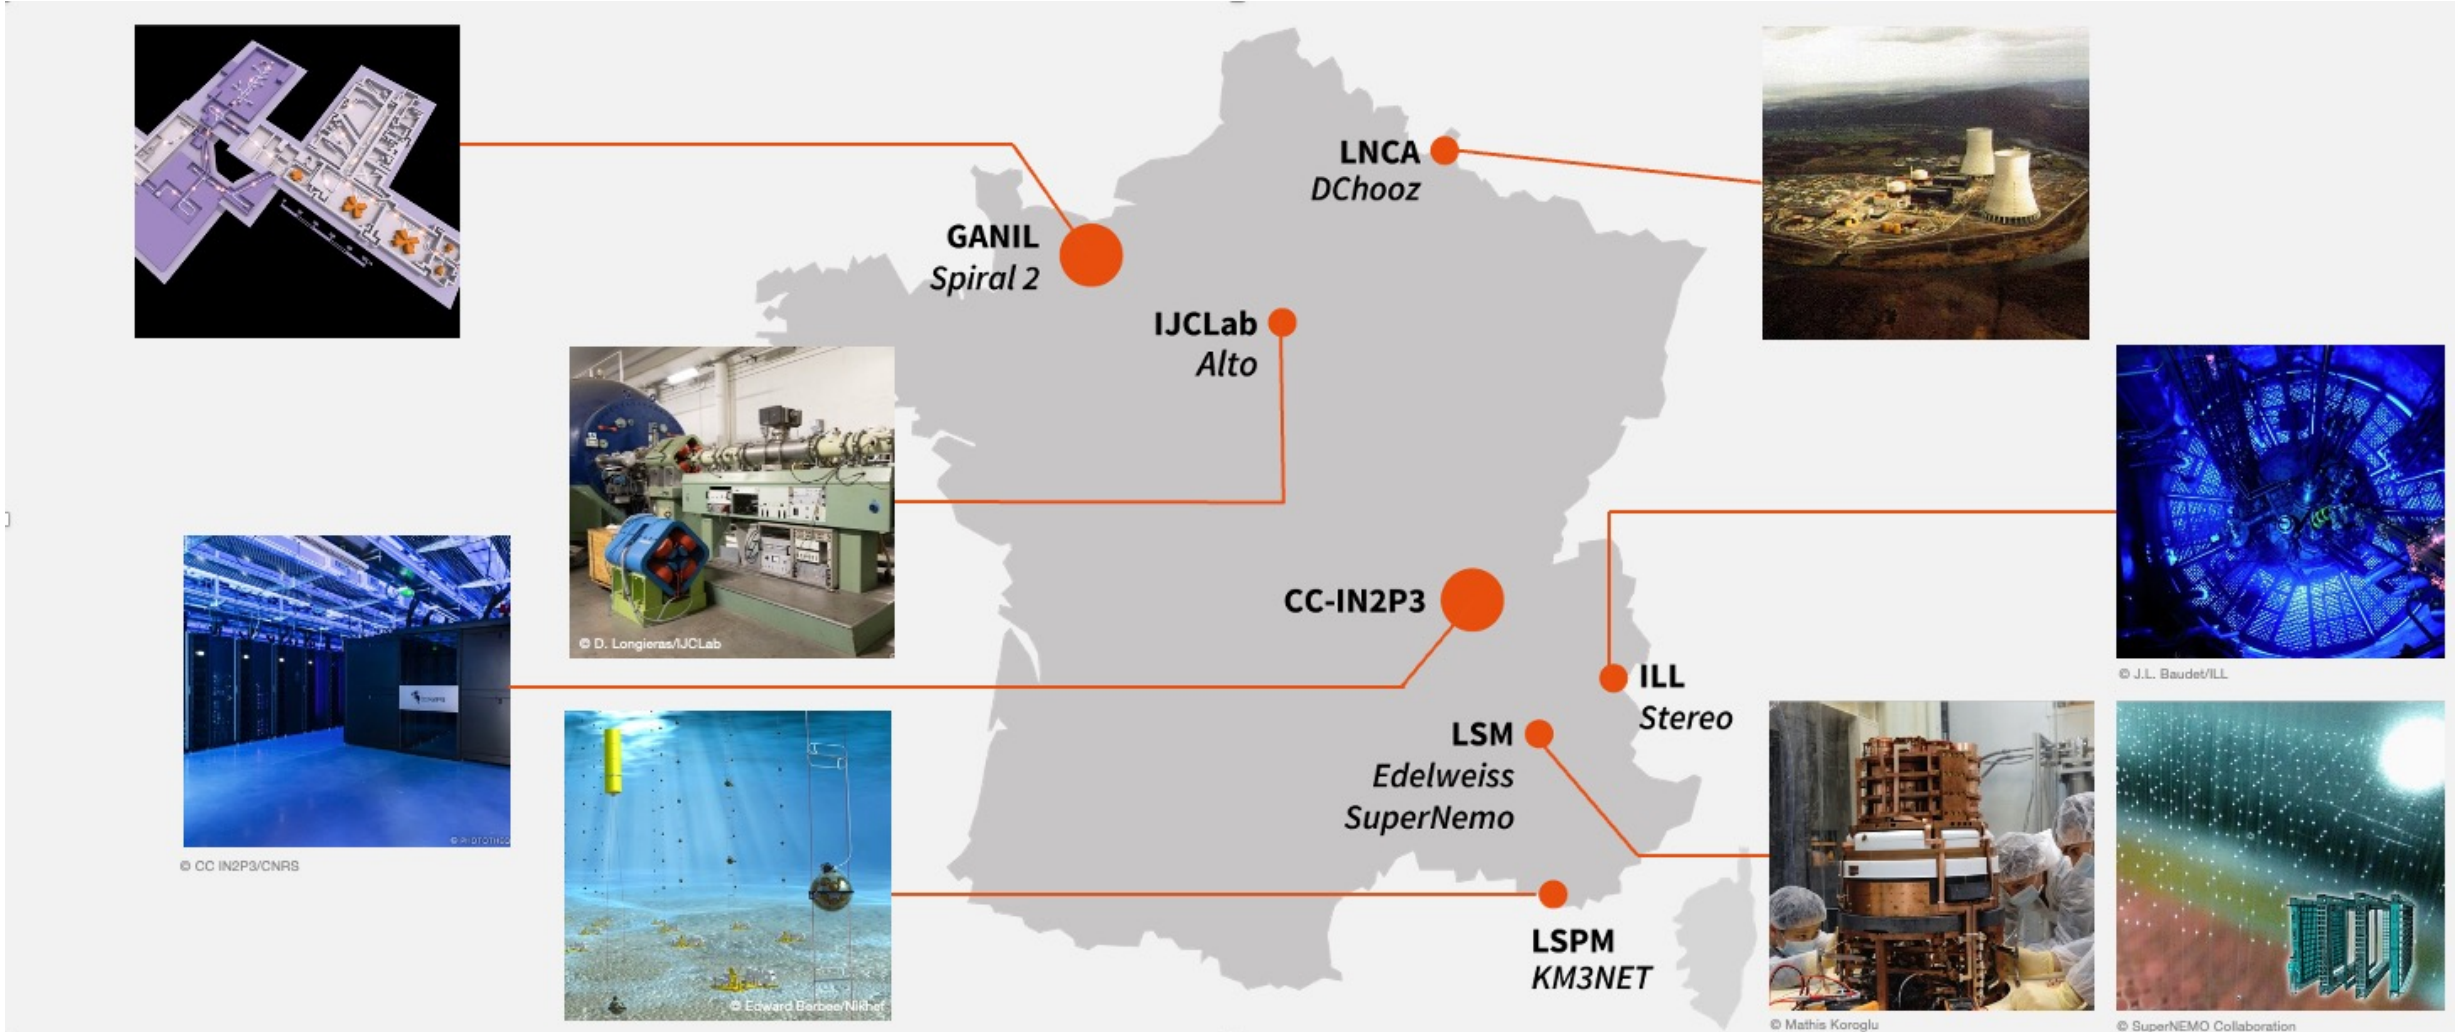 LNCA
DChooz
GANIL
Spiral 2
IJCLab
Alto
© D. Longieras/IJCLab
CC-IN2P3
© J.L. Baudet/ILL
ILL
Stereo
LSM
Edelweiss
SuperNemo
© CC IN2P3/CNRS
LSPM
KM3NET
© Edward Berbee/Nikhef
© Mathis Koroglu
© SuperNEMO Collaboration